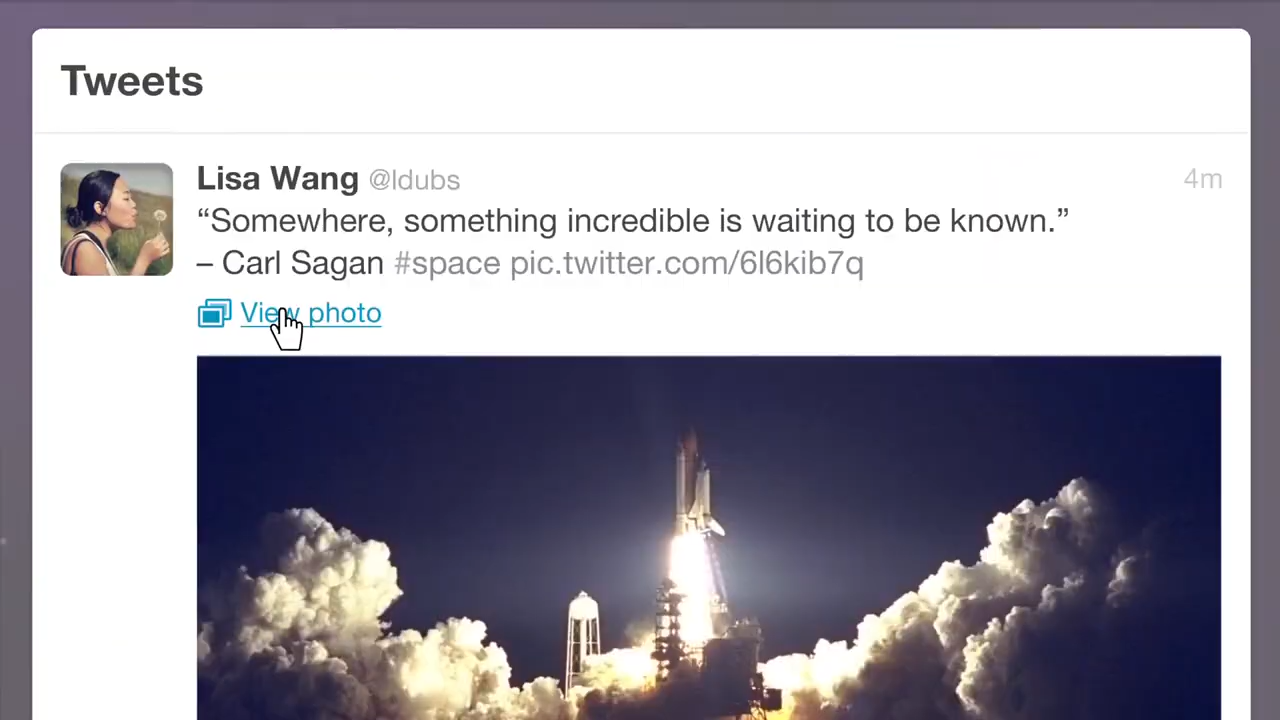 Tweets
Lisa Wang @ldubs 4m
“Somewhere, something incredible is waiting to be known.”
– Carl Sagan #space pic.twitter.com/6l6kib7q
View photo